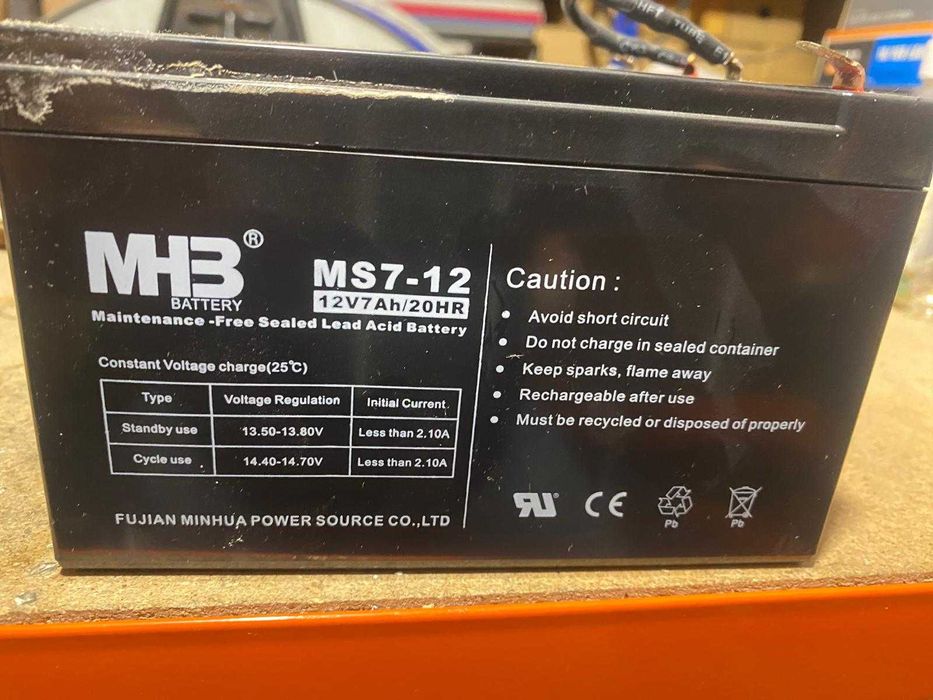 MHB®
BATTERY
MS7-12
12V7Ah/20HR
Maintenance -Free Sealed Lead Acid Battery
Constant Voltage charge(25℃)
Type Voltage Regulation Initial Current
Standby use 13.50-13.80V Less than 2.10A
Cycle use 14.40-14.70V Less than 2.10A
FUJIAN MINHUA POWER SOURCE CO.,LTD
Caution :
• Avoid short circuit
• Do not charge in sealed container
• Keep sparks, flame away
• Rechargeable after use
• Must be recycled or disposed of properly
RU® CE
Pb Pb